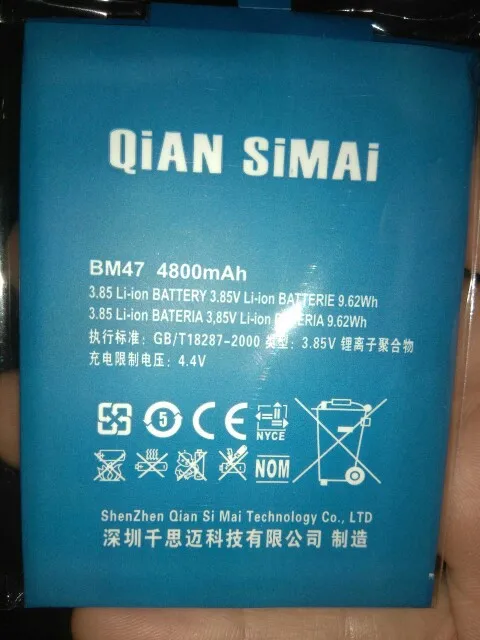 QiAN SiMAi
BM47 4800mAh
3.85 Li-ion BATTERY 3.85V Li-ion BATTERIE 9.62Wh
3.85 Li-ion BATERIA 3,85V Li-ion BATERIA 9.62Wh
执行标准: GB/T18287-2000 类型: 3.85V 锂离子聚合物
充电限制电压: 4.4V
5
NYCE
NOM
ShenZhen Qian Si Mai Technology Co., LTD
深圳千思迈科技有限公司 制造